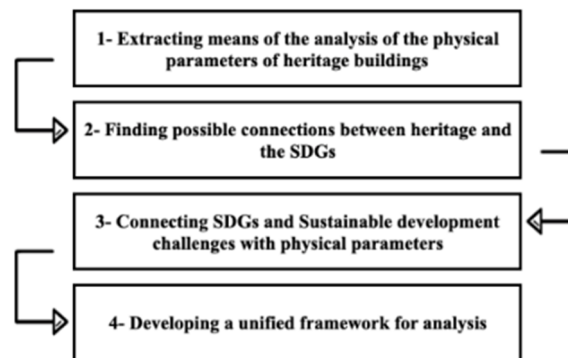 1- Extracting means of the analysis of the physical
parameters of heritage buildings
2- Finding possible connections between heritage and
the SDGs
3- Connecting SDGs and Sustainable development
challenges with physical parameters
4- Developing a unified framework for analysis